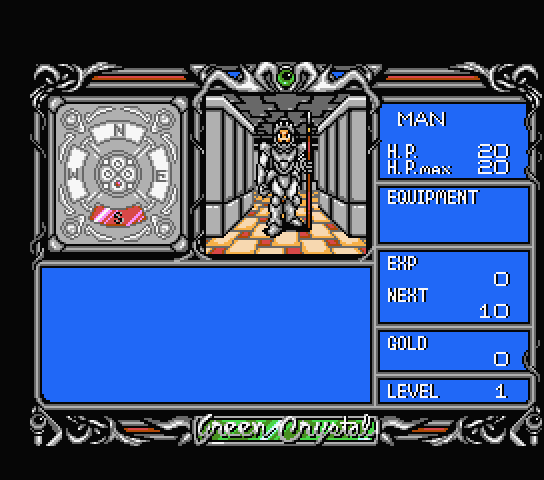 N
W E
S
MAN
H.P. 20
H.P.max 20
EQUIPMENT
EXP
0
NEXT
10
GOLD
0
LEVEL 1
Green Crystal